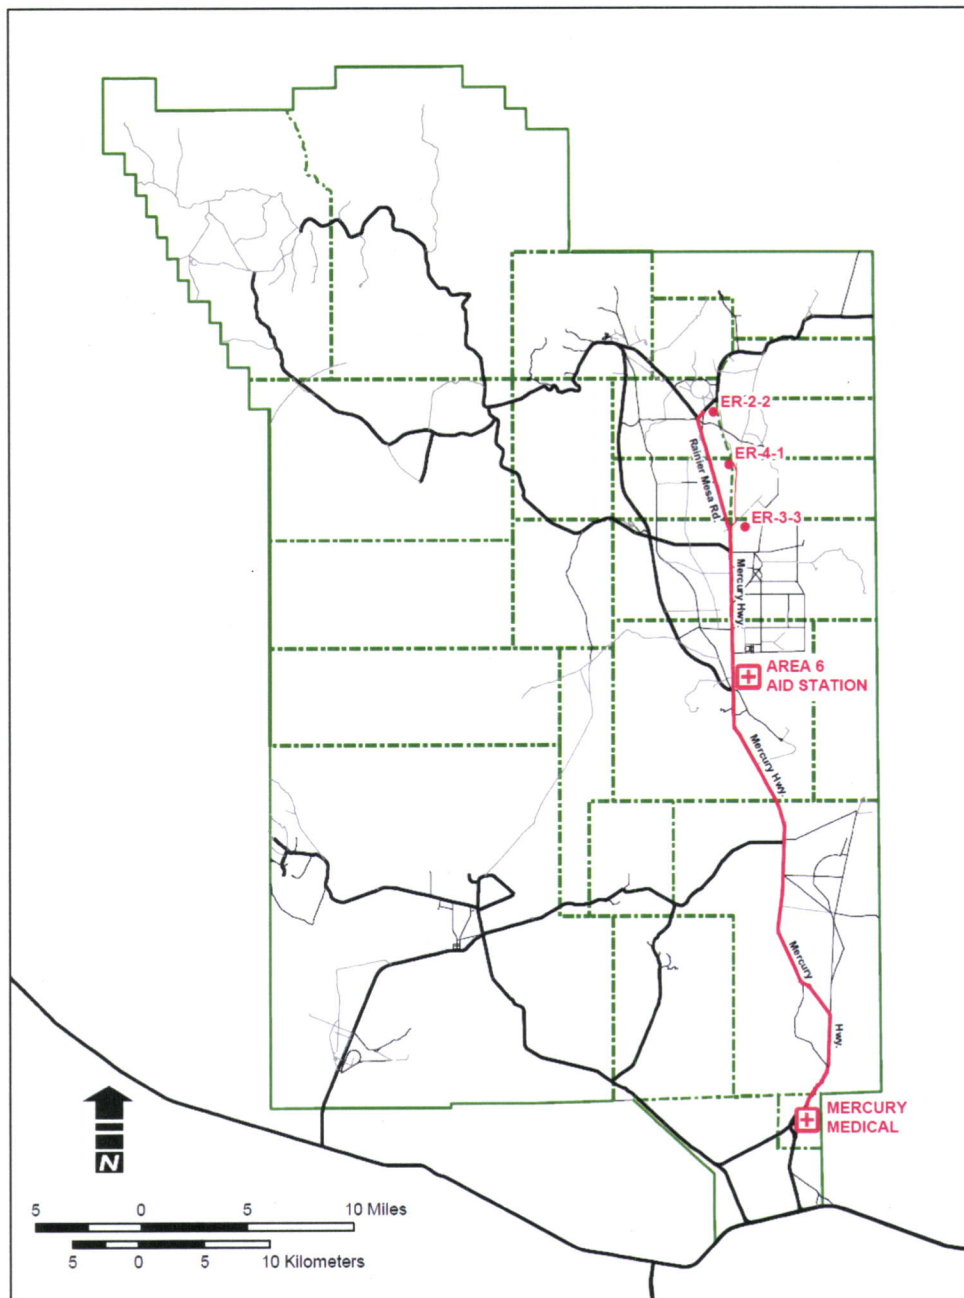 ER-2-2
ER-4-1
Rainier Mesa Rd.
ER-3-3
Mercury Hwy.
AREA 6
AID STATION
Mercury Hwy.
Mercury
Hwy.
MERCURY
MEDICAL
N
5 0 5 10 Miles
5 0 5 10 Kilometers